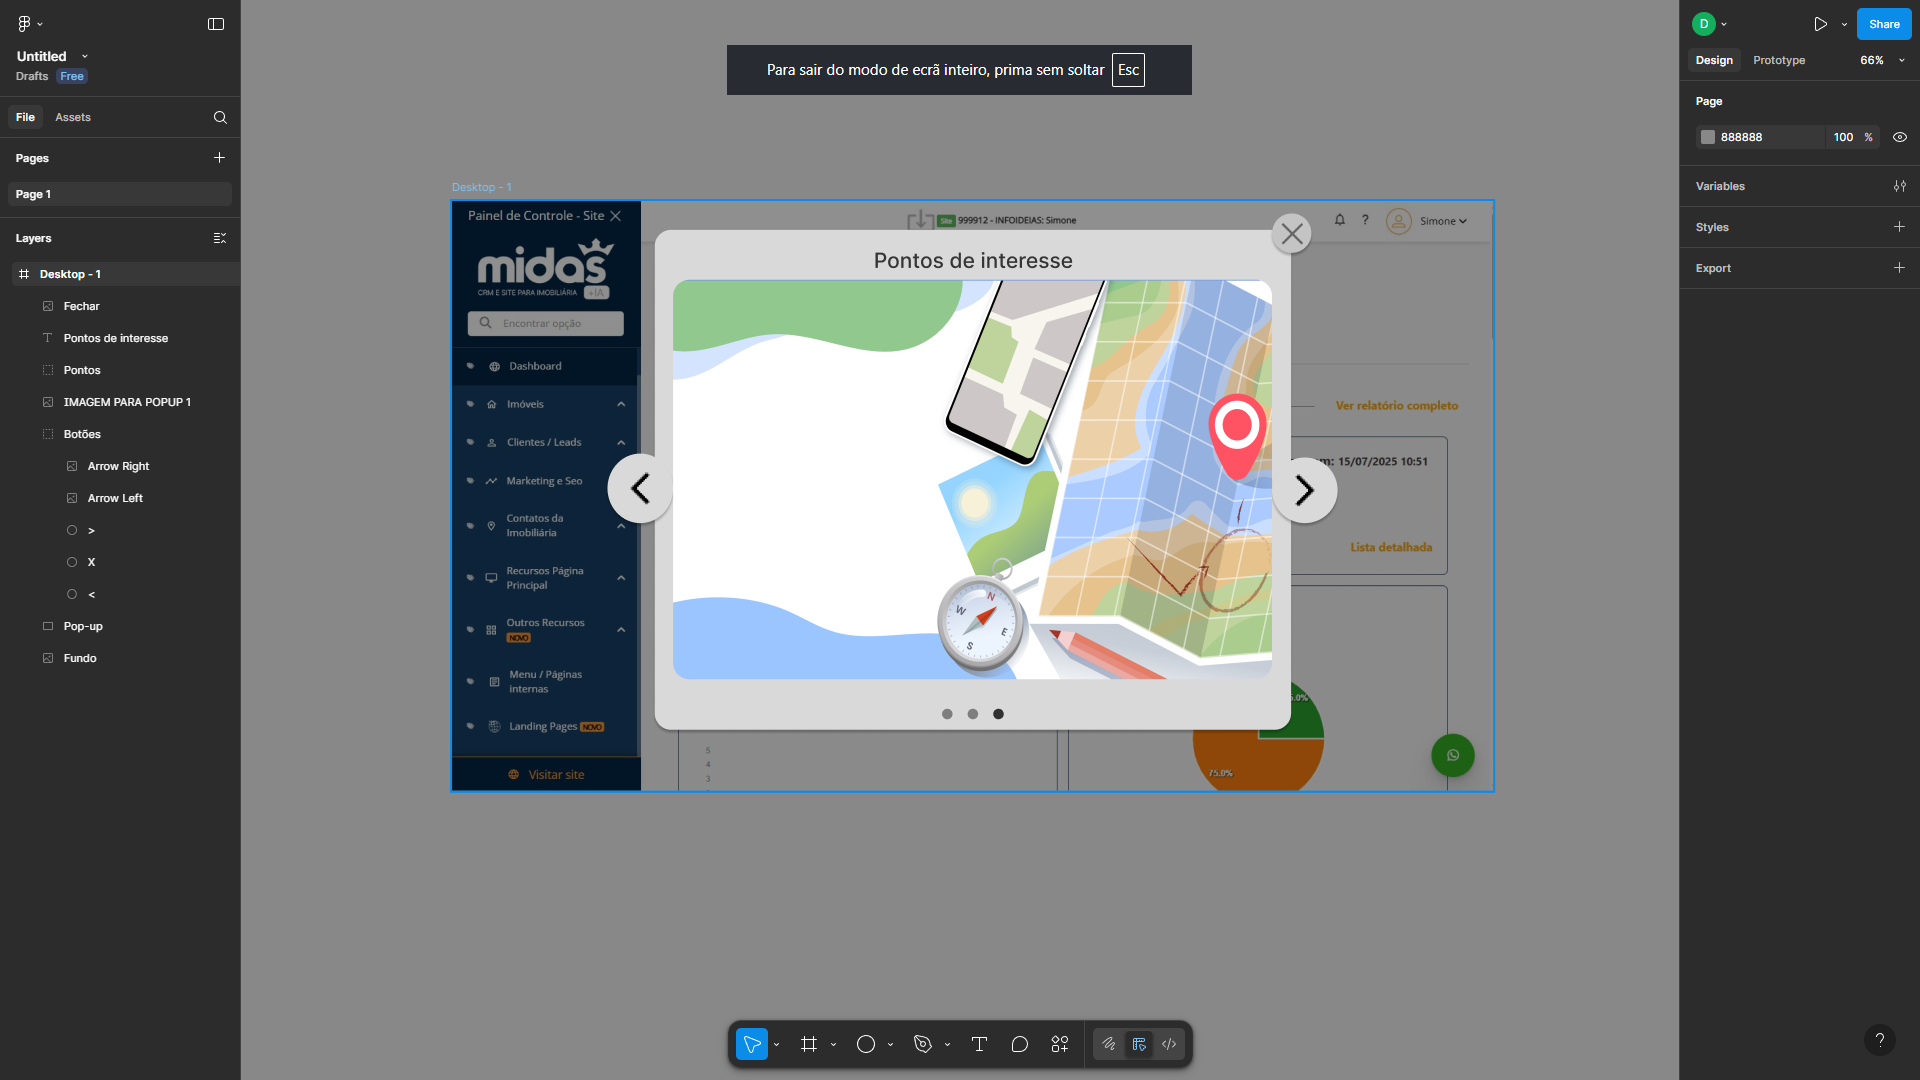 Untitled
Drafts Free
File Assets
Pages
Page 1
Layers
Desktop - 1
Fechar
Pontos de interesse
Pontos
IMAGEM PARA POPUP 1
Botões
Arrow Right
Arrow Left
>
X
<
Pop-up
Fundo
Para sair do modo de ecrã inteiro, prima sem soltar Esc
Desktop - 1
Painel de Controle - Site
midas
CRM E SITE PARA IMOBILIÁRIA +IA
Encontrar opção
Dashboard
Imóveis
Clientes / Leads
Marketing e Seo
Contatos da
Imobiliária
Recursos Página
Principal
Outros Recursos
NOVO
Menu / Páginas
internas
Landing Pages NOVO
Visitar site
Site 999912 - INFOIDEIAS: Simone
? Simone
Pontos de interesse
N
W
E
S
Ver relatório completo
m: 15/07/2025 10:51
Lista detalhada
5.0%
75.0%
5
4
3
D
Share
Design Prototype 66%
Page
888888 100 %
Variables
Styles
Export
?